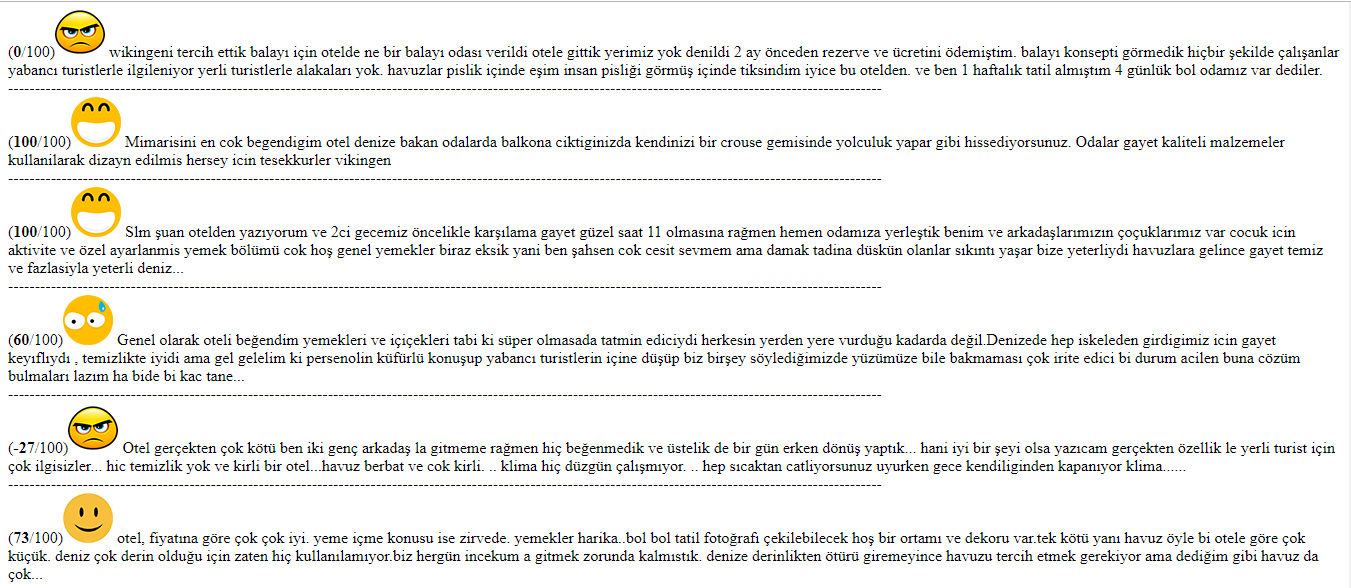 (0/100) wikingeni tercih ettik balayı için otelde ne bir balayı odası verildi otele gittik yerimiz yok denildi 2 ay önceden rezerve ve ücretini ödemiştim. balayı konsepti görmedik hiçbir şekilde çalışanlar
yabancı turistlerle ilgileniyor yerli turistlerle alakaları yok. havuzlar pislik içinde eşim insan pisliği görmüş içinde tiksindim iyice bu otelden. ve ben 1 haftalık tatil almıştım 4 günlük bol odamız var dediler.
(100/100) Mimarisini en cok begendigim otel denize bakan odalarda balkona ciktiginizda kendinizi bir crouse gemisinde yolculuk yapar gibi hissediyorsunuz. Odalar gayet kaliteli malzemeler
kullanilarak dizayn edilmis hersey icin tesekkurler vikingen
(100/100) Slm şuan otelden yazıyorum ve 2ci gecemiz öncelikle karşılama gayet güzel saat 11 olmasına rağmen hemen odamıza yerleştik benim ve arkadaşlarımızın çoçuklarımız var cocuk icin
aktivite ve özel ayarlanmis yemek bölümü cok hoş genel yemekler biraz eksik yani ben şahsen cok cesit sevmem ama damak tadina düskün olanlar sıkıntı yaşar bize yeterliydi havuzlara gelince gayet temiz
ve fazlasiyla yeterli deniz...
(60/100) Genel olarak oteli beğendim yemekleri ve içiçekleri tabi ki süper olmasada tatmin ediciydi herkesin yerden yere vurduğu kadarda değil.Denizede hep iskeleden girdigimiz icin gayet
keyıflıydı , temizlikte iyidi ama gel gelelim ki persenolin küfürlü konuşup yabancı turistlerin içine düşüp biz birşey söylediğimizde yüzümüze bile bakmaması çok irite edici bi durum acilen buna cözüm
bulmaları lazım ha bide bi kac tane...
(-27/100) Otel gerçekten çok kötü ben iki genç arkadaş la gitmeme rağmen hiç beğenmedik ve üstelik de bir gün erken dönüş yaptık... hani iyi bir şeyi olsa yazıcam gerçekten özellik le yerli turist için
çok ilgisizler... hic temizlik yok ve kirli bir otel...havuz berbat ve cok kirli. .. klima hiç düzgün çalışmıyor. .. hep sıcaktan catliyorsunuz uyurken gece kendiliginden kapanıyor klima......
(73/100) otel, fiyatına göre çok çok iyi. yeme içme konusu ise zirvede. yemekler harika..bol bol tatil fotoğrafı çekilebilecek hoş bir ortamı ve dekoru var.tek kötü yanı havuz öyle bi otele göre çok
küçük. deniz çok derin olduğu için zaten hiç kullanılamıyor.biz hergün incekum a gitmek zorunda kalmıstık. denize derinlikten ötürü giremeyince havuzu tercih etmek gerekiyor ama dediğim gibi havuz da
çok...